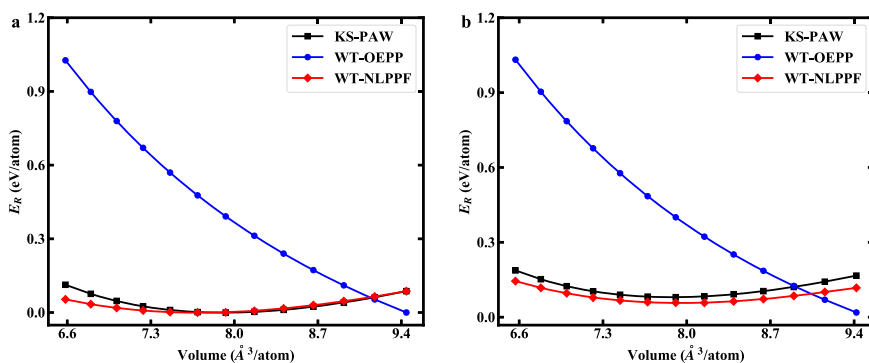 a
1.2
0.9
0.6
0.3
0.0
E_R (eV/atom)
KS-PAW
WT-OEPP
WT-NLPPF
6.6 7.3 8.0 8.7 9.4
Volume (Å³/atom)
b
1.2
0.9
0.6
0.3
0.0
E_R (eV/atom)
KS-PAW
WT-OEPP
WT-NLPPF
6.6 7.3 8.0 8.7 9.4
Volume (Å³/atom)